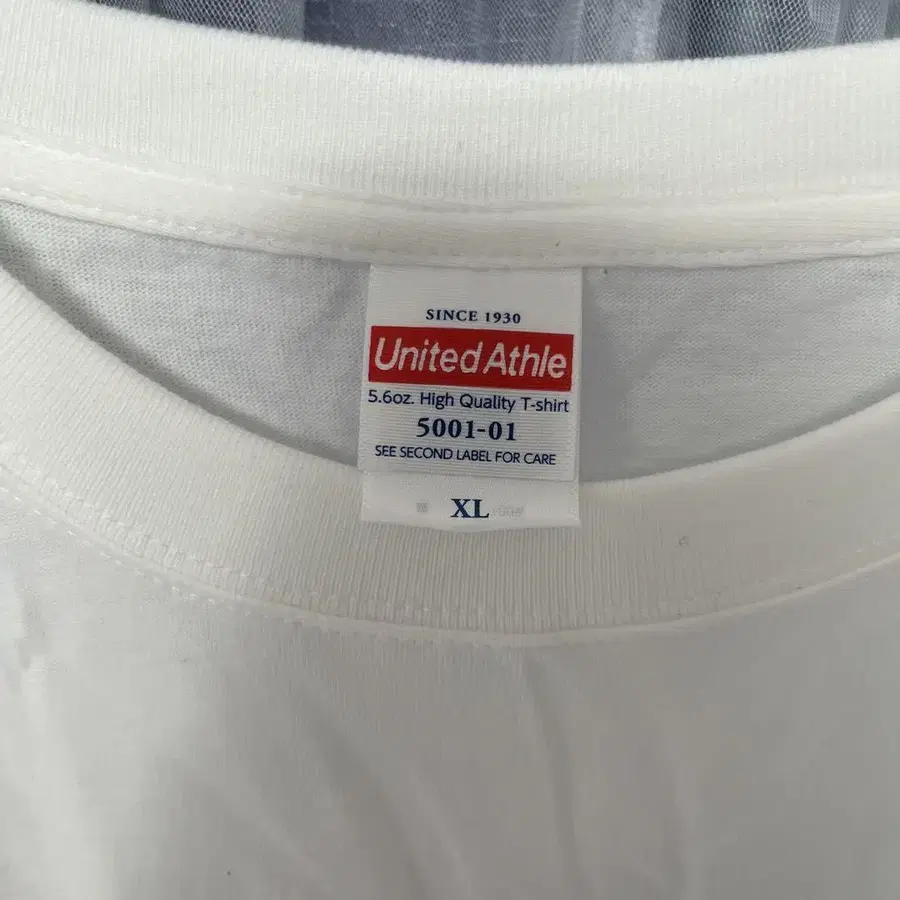 SINCE 1930
United Athle
5.6oz. High Quality T-shirt
5001-01
SEE SECOND LABEL FOR CARE
XL